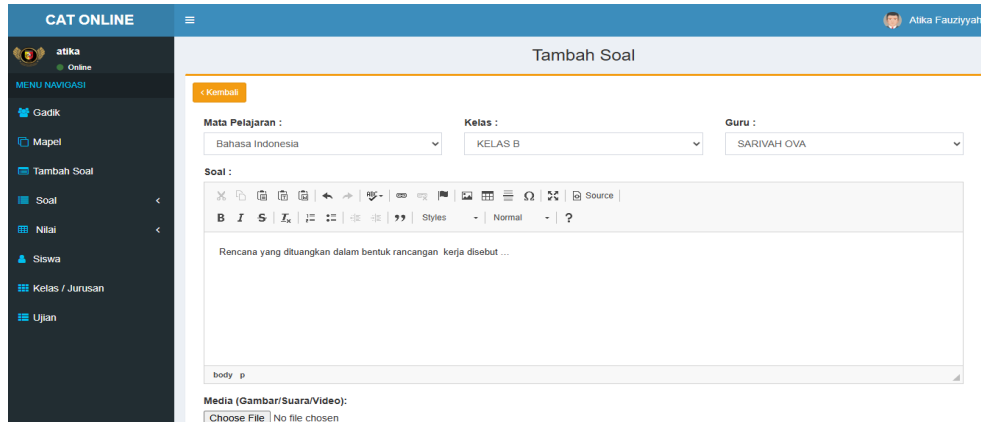 CAT ONLINE
Atika Fauziyyah
atika
Online
MENU NAVIGASI
Gadik
Mapel
Tambah Soal
Soal
Nilai
Siswa
Kelas / Jurusan
Ujian
Tambah Soal
< Kembali
Mata Pelajaran : Kelas : Guru :
Bahasa Indonesia KELAS B SARIVAH OVA
Soal :
Source
B I S Ix Styles Normal ?
Rencana yang dituangkan dalam bentuk rancangan kerja disebut ...
body p
Media (Gambar/Suara/Video):
Choose File No file chosen